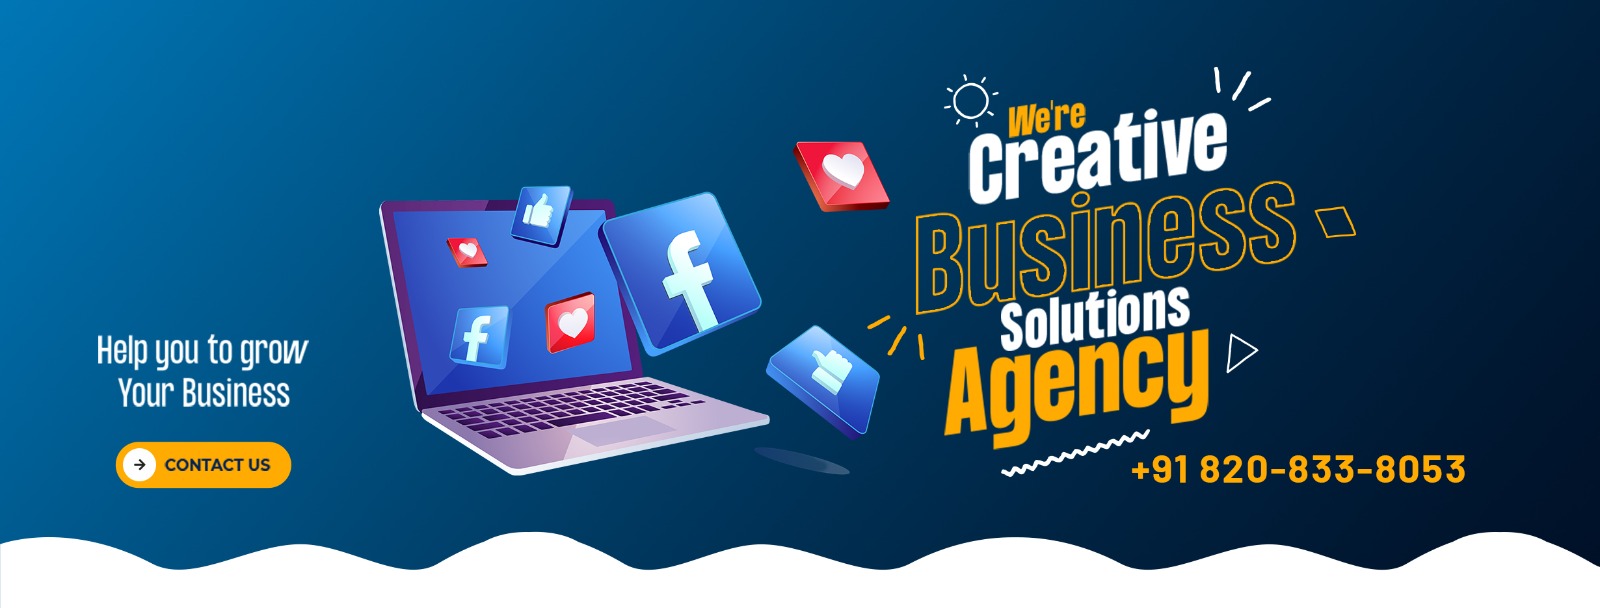 Help you to grow
Your Business
CONTACT US
We're
Creative
Business
Solutions
Agency
+91 820-833-8053